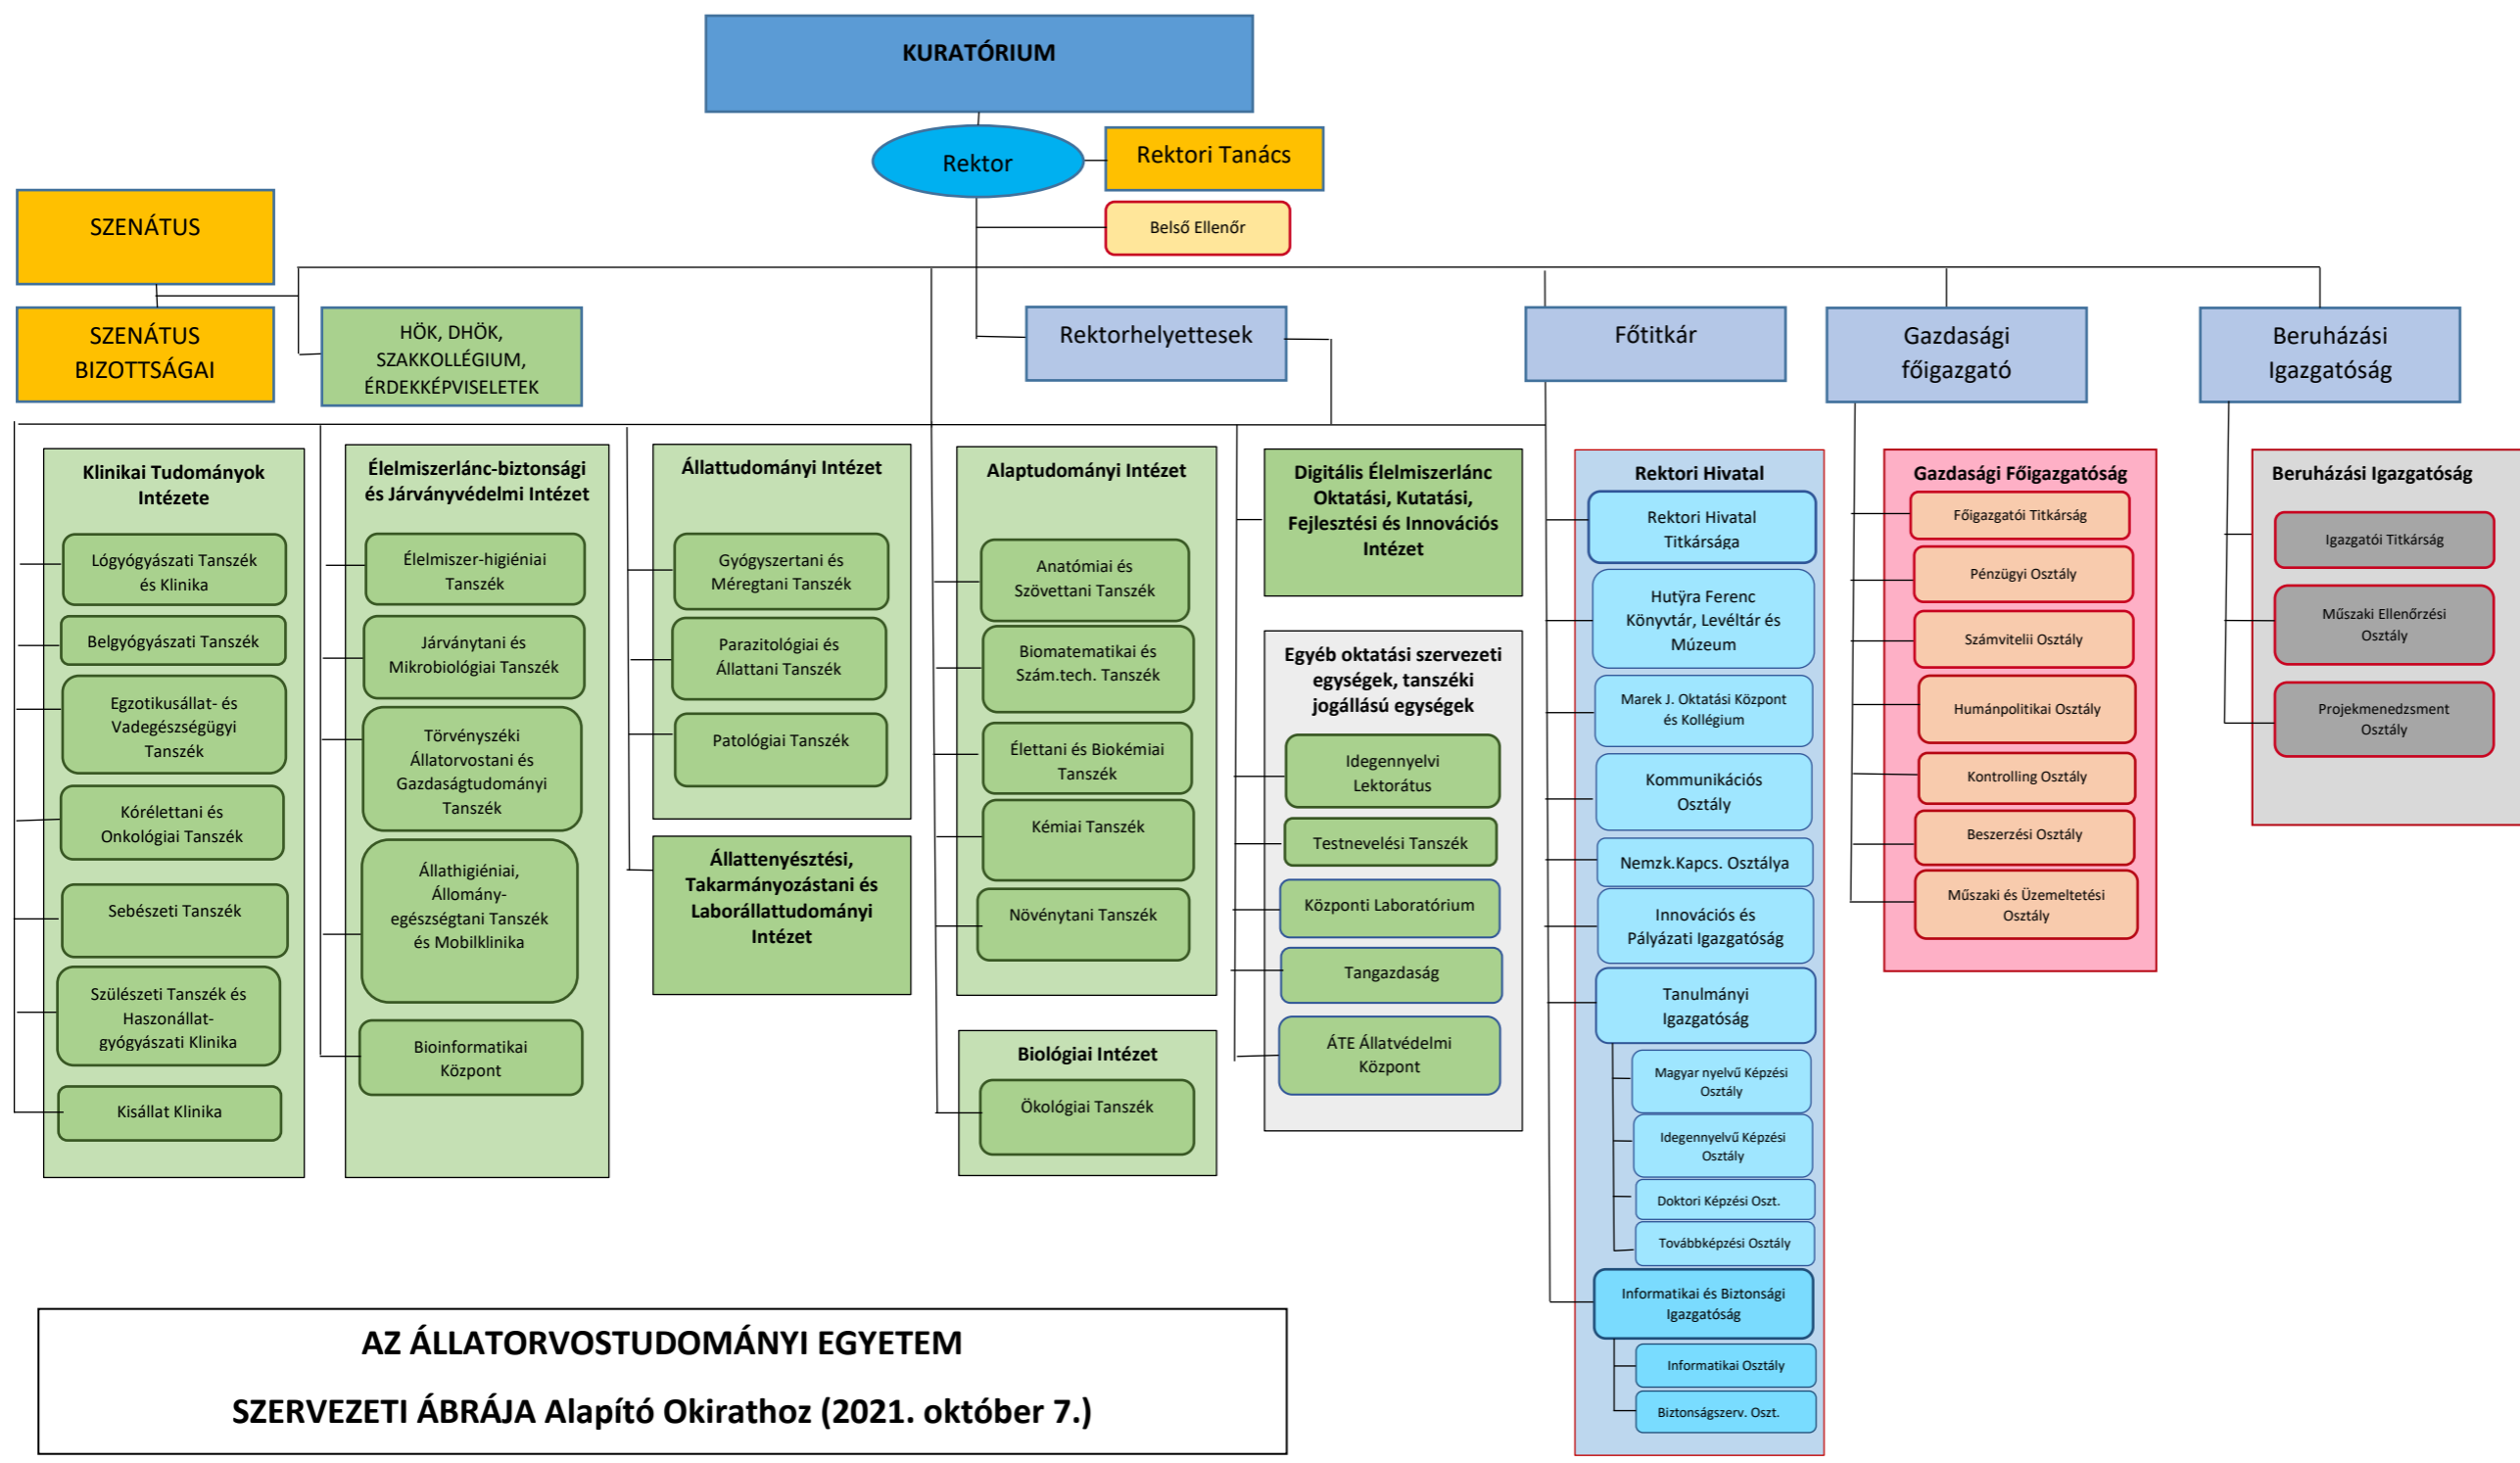 KURATÓRIUM
Rektor
Rektori Tanács
Belső Ellenőr
SZENÁTUS
SZENÁTUS
BIZOTTSÁGAI
HÖK, DHÖK,
SZAKKOLLÉGIUM,
ÉRDEKKÉPVISELETEK
Rektorhelyettesek
Főtitkár
Gazdasági
főigazgató
Beruházási
Igazgatóság
Klinikai Tudományok
Intézete
Lógyógyászati Tanszék
és Klinika
Belgyógyászati Tanszék
Egzotikusállat- és
Vadegészségügyi
Tanszék
Kórélettani és
Onkológiai Tanszék
Sebészeti Tanszék
Szülészeti Tanszék és
Haszonállat-
gyógyászati Klinika
Kisállat Klinika
Élelmiszerlánc-biztonsági
és Járványvédelmi Intézet
Élelmiszer-higiéniai
Tanszék
Járványtani és
Mikrobiológiai Tanszék
Törvényszéki
Állatorvostani és
Gazdaságtudományi
Tanszék
Állathigiéniai,
Állomány-
egészségtani Tanszék
és Mobilklinika
Bioinformatikai
Központ
Állattudományi Intézet
Gyógyszertani és
Méregtani Tanszék
Parazitológiai és
Állattani Tanszék
Patológiai Tanszék
Állattenyésztési,
Takarmányozástani és
Laborállattudományi
Intézet
Alaptudományi Intézet
Anatómiai és
Szövettani Tanszék
Biomatematikai és
Szám.tech. Tanszék
Élettani és Biokémiai
Tanszék
Kémiai Tanszék
Növénytani Tanszék
Biológiai Intézet
Ökológiai Tanszék
Digitális Élelmiszerlánc
Oktatási, Kutatási,
Fejlesztési és Innovációs
Intézet
Egyéb oktatási szervezeti
egységek, tanszéki
jogállású egységek
Idegennyelvi
Lektorátus
Testnevelési Tanszék
Központi Laboratórium
Tangazdaság
ÁTE Állatvédelmi
Központ
Rektori Hivatal
Rektori Hivatal
Titkársága
Hutÿra Ferenc
Könyvtár, Levéltár és
Múzeum
Marek J. Oktatási Központ
és Kollégium
Kommunikációs
Osztály
Nemzk.Kapcs. Osztálya
Innovációs és
Pályázati Igazgatóság
Tanulmányi
Igazgatóság
Magyar nyelvű Képzési
Osztály
Idegennyelvű Képzési
Osztály
Doktori Képzési Oszt.
Továbbképzési Osztály
Informatikai és Biztonsági
Igazgatóság
Informatikai Osztály
Biztonságszerv. Oszt.
Gazdasági Főigazgatóság
Főigazgatói Titkárság
Pénzügyi Osztály
Számvitelii Osztály
Humánpolitikai Osztály
Kontrolling Osztály
Beszerzési Osztály
Műszaki és Üzemeltetési
Osztály
Beruházási Igazgatóság
Igazgatói Titkárság
Műszaki Ellenőrzési
Osztály
Projekmenedzsment
Osztály
AZ ÁLLATORVOSTUDOMÁNYI EGYETEM
SZERVEZETI ÁBRÁJA Alapító Okirathoz (2021. október 7.)